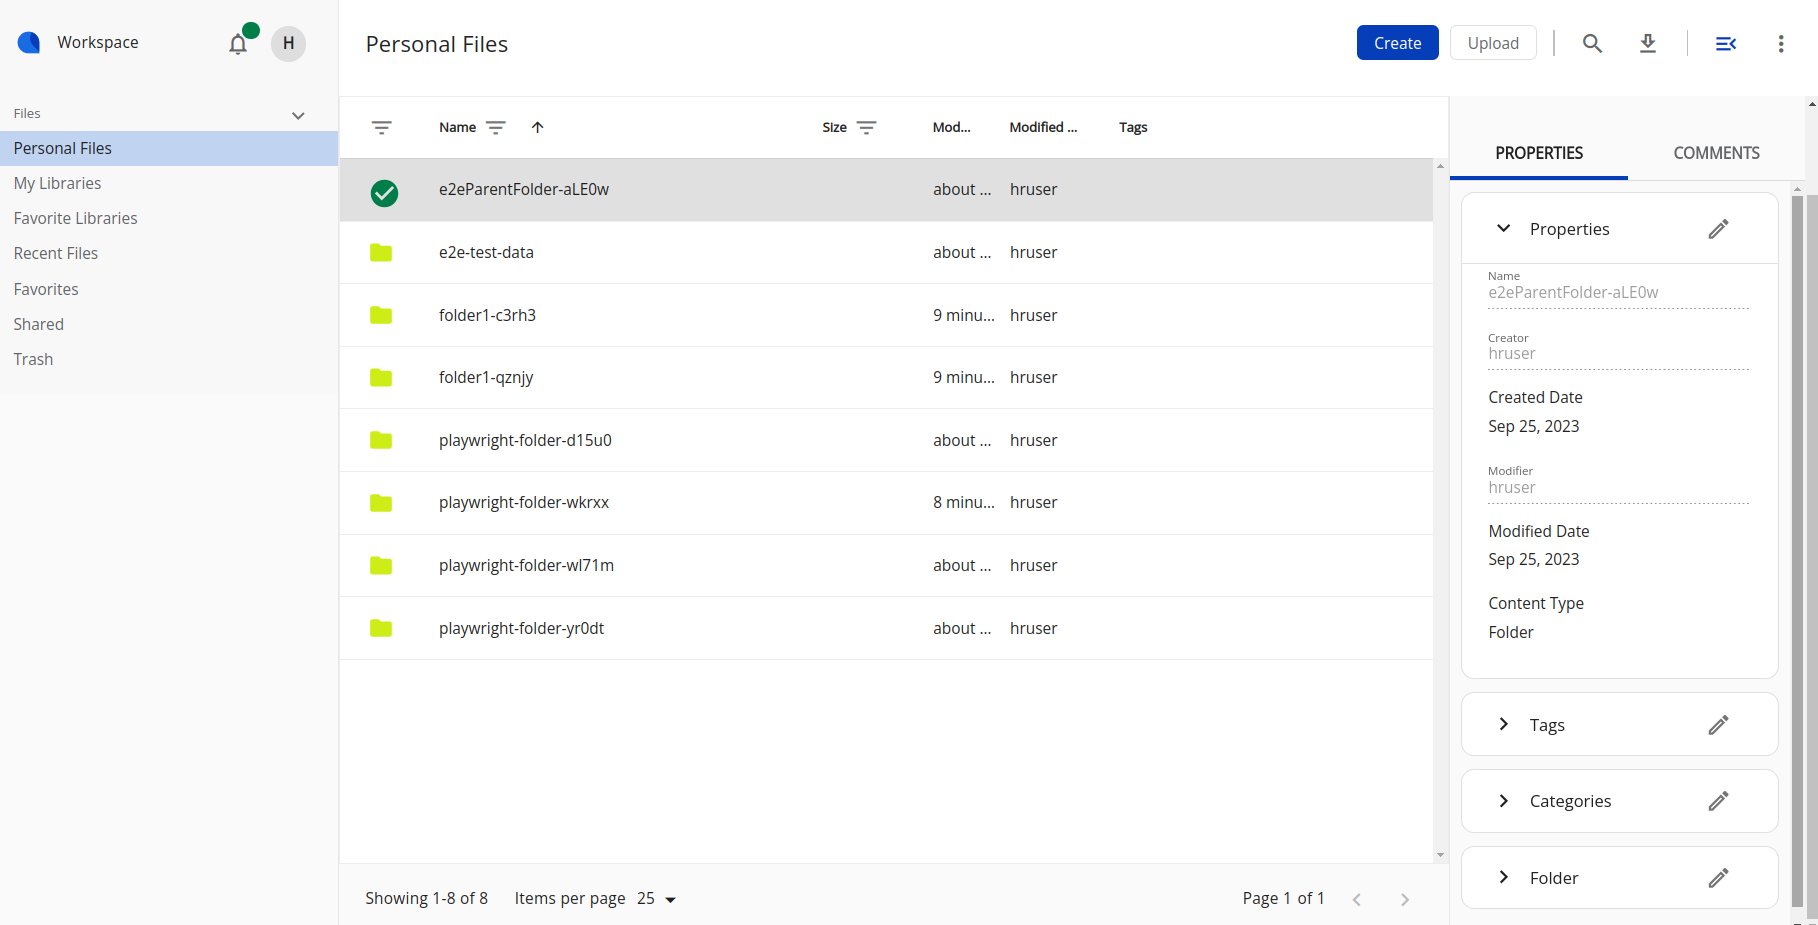 Workspace
H
Files
Personal Files
My Libraries
Favorite Libraries
Recent Files
Favorites
Shared
Trash
Personal Files
Create
Upload
Name
Size
Mod...
Modified ...
Tags
e2eParentFolder-aLE0w about ... hruser
e2e-test-data about ... hruser
folder1-c3rh3 9 minu... hruser
folder1-qznjy 9 minu... hruser
playwright-folder-d15u0 about ... hruser
playwright-folder-wkrxx 8 minu... hruser
playwright-folder-wl71m about ... hruser
playwright-folder-yr0dt about ... hruser
Showing 1-8 of 8
Items per page 25
Page 1 of 1
PROPERTIES
COMMENTS
Properties
Name
e2eParentFolder-aLE0w
Creator
hruser
Created Date
Sep 25, 2023
Modifier
hruser
Modified Date
Sep 25, 2023
Content Type
Folder
Tags
Categories
Folder